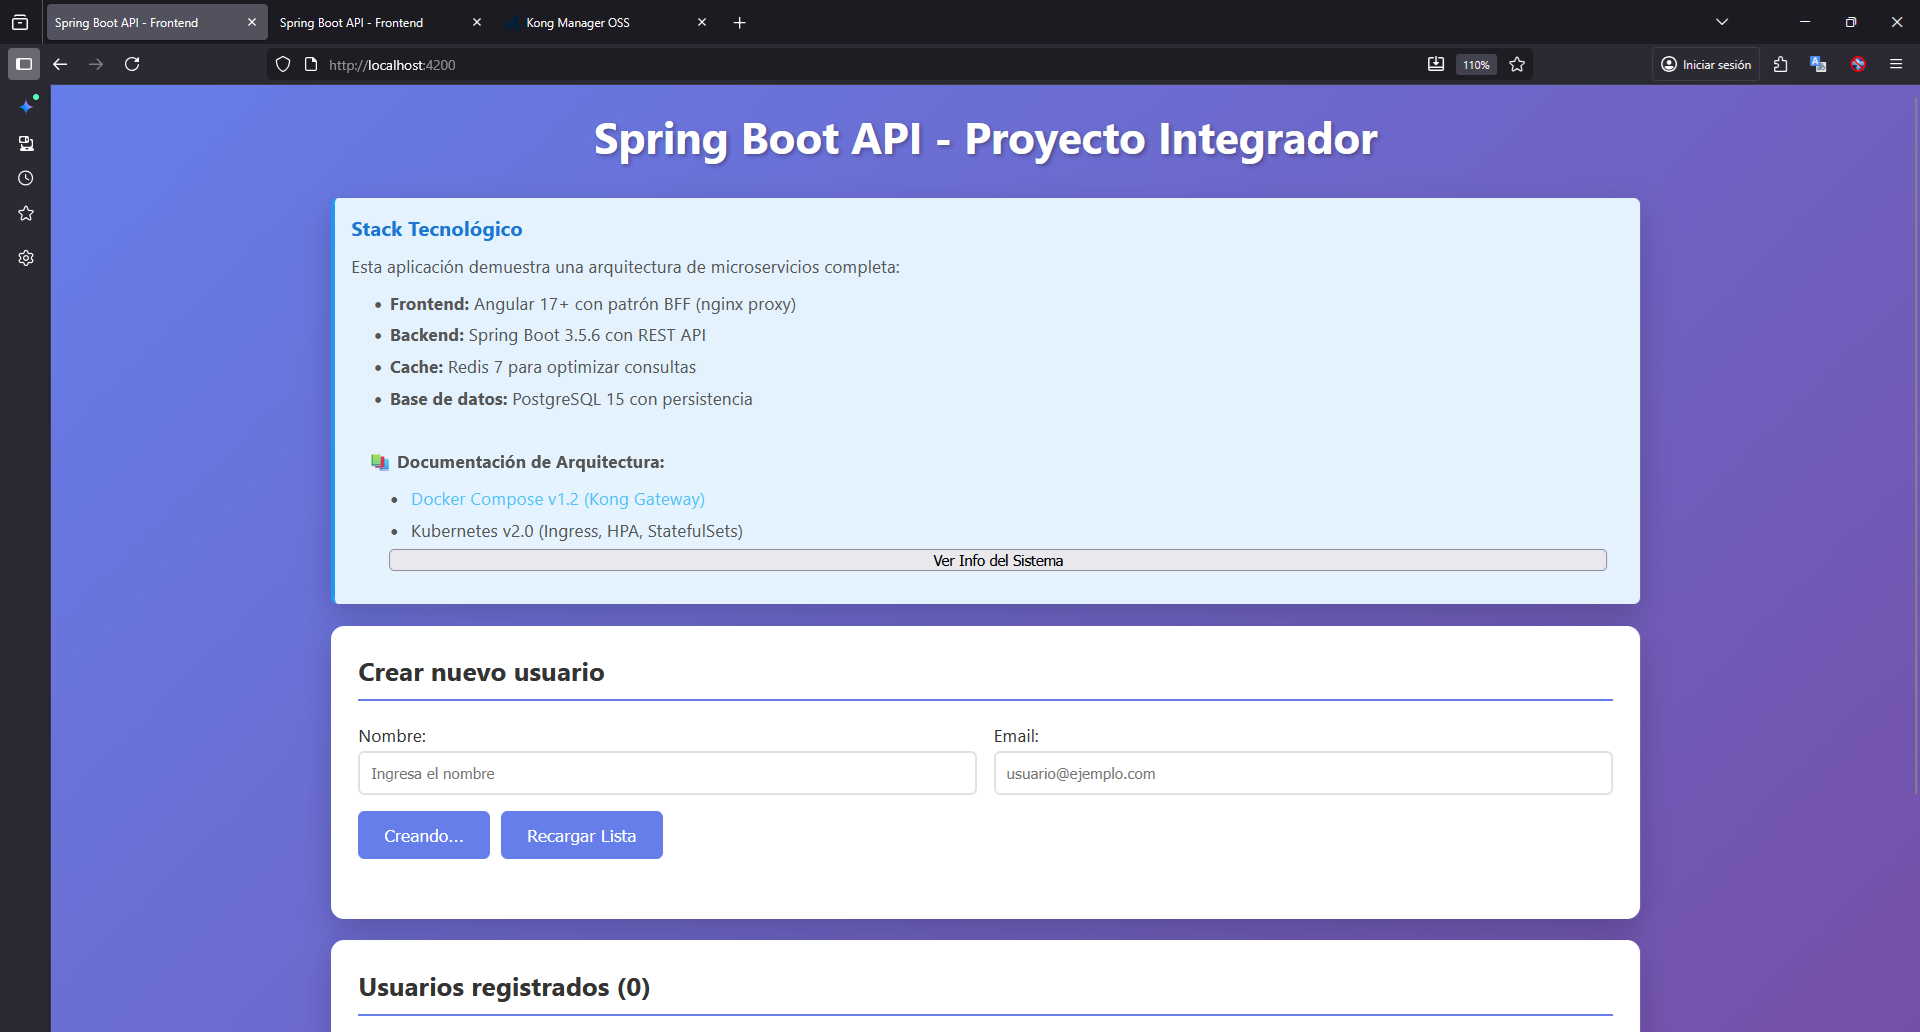 Spring Boot API - Frontend
Spring Boot API - Frontend
Kong Manager OSS
http://localhost:4200
110%
Iniciar sesión
Spring Boot API - Proyecto Integrador
Stack Tecnológico
Esta aplicación demuestra una arquitectura de microservicios completa:
Frontend: Angular 17+ con patrón BFF (nginx proxy)
Backend: Spring Boot 3.5.6 con REST API
Cache: Redis 7 para optimizar consultas
Base de datos: PostgreSQL 15 con persistencia
Documentación de Arquitectura:
Docker Compose v1.2 (Kong Gateway)
Kubernetes v2.0 (Ingress, HPA, StatefulSets)
Ver Info del Sistema
Crear nuevo usuario
Nombre:
Email:
Ingresa el nombre
usuario@ejemplo.com
Creando...
Recargar Lista
Usuarios registrados (0)